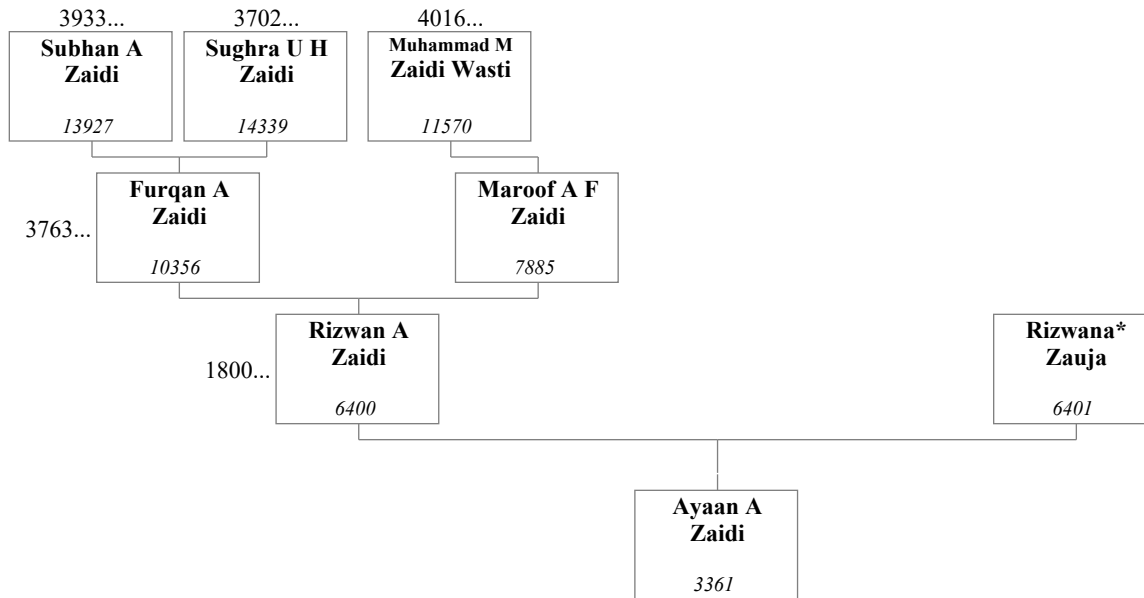 3933...
3702...
4016...
Subhan A
Zaidi
13927
Sughra U H
Zaidi
14339
Muhammad M
Zaidi Wasti
11570
3763...
Furqan A
Zaidi
10356
Maroof A F
Zaidi
7885
1800...
Rizwan A
Zaidi
6400
Rizwana*
Zauja
6401
Ayaan A
Zaidi
3361